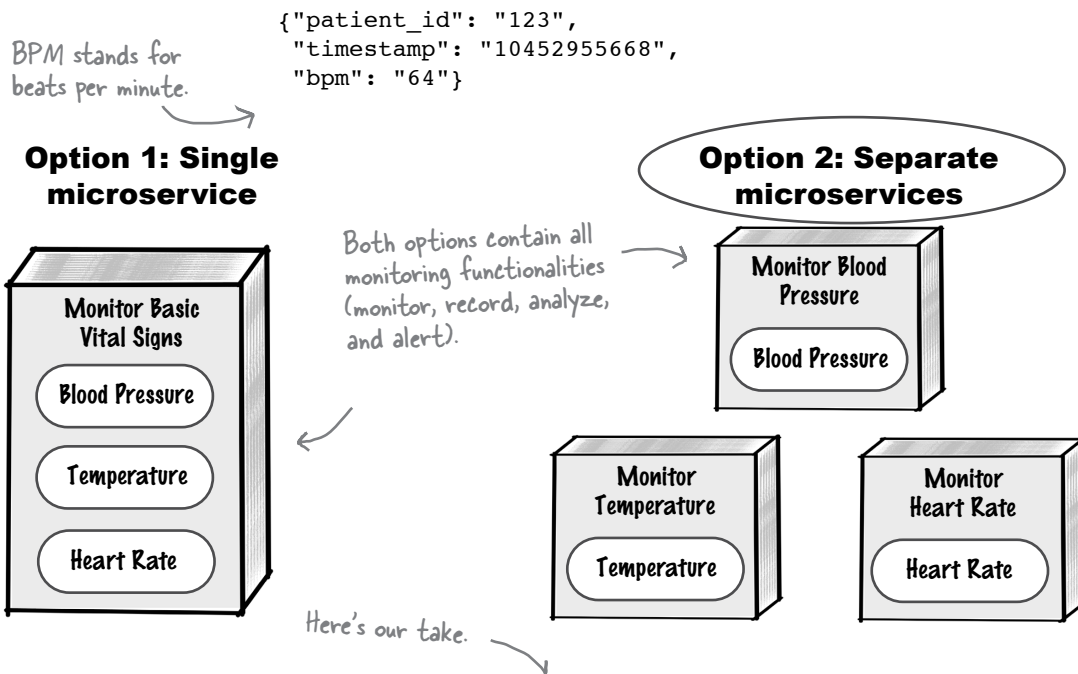 {"patient_id": "123",
"timestamp": "10452955668",
"bpm": "64"}
BPM stands for
beats per minute.
Option 1: Single
microservice
Option 2: Separate
microservices
Both options contain all
monitoring functionalities
(monitor, record, analyze,
and alert).
Monitor Basic
Vital Signs
Blood Pressure
Temperature
Heart Rate
Monitor Blood
Pressure
Blood Pressure
Monitor
Temperature
Temperature
Monitor
Heart Rate
Heart Rate
Here's our take.